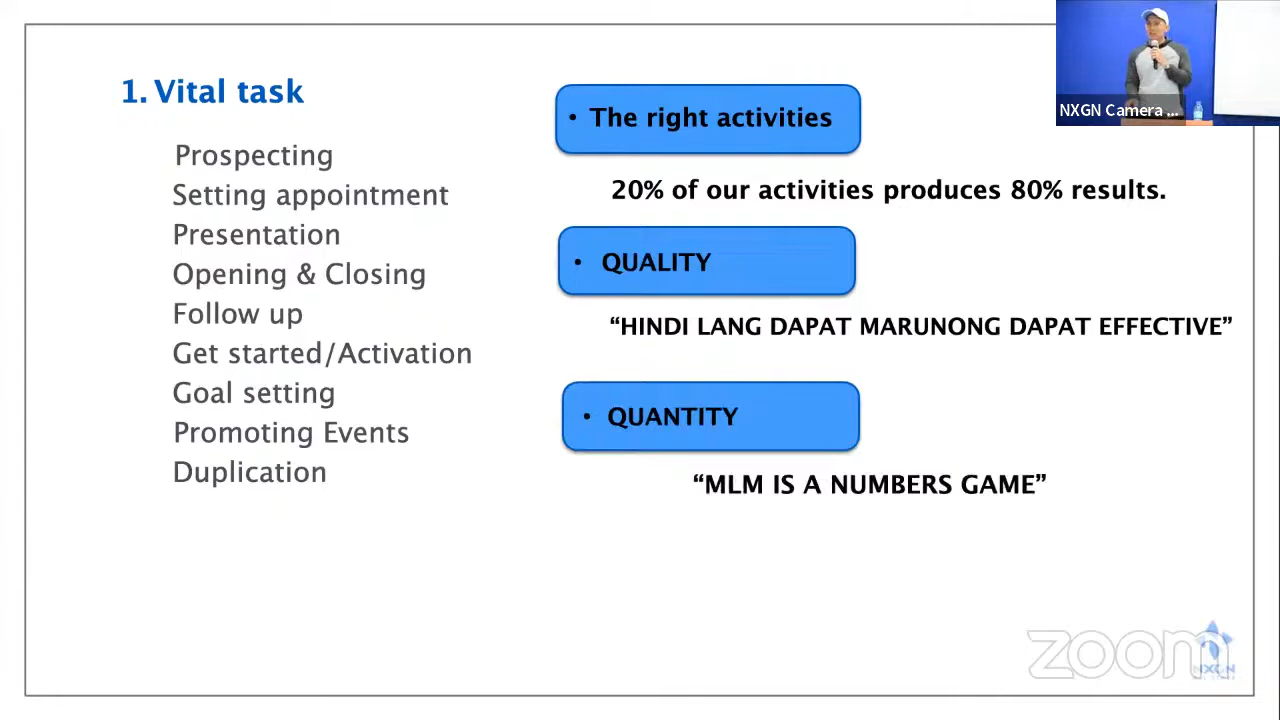 1. Vital task
Prospecting
Setting appointment
Presentation
Opening & Closing
Follow up
Get started/Activation
Goal setting
Promoting Events
Duplication
• The right activities
20% of our activities produces 80% results.
• QUALITY
“HINDI LANG DAPAT MARUNONG DAPAT EFFECTIVE”
• QUANTITY
“MLM IS A NUMBERS GAME”
NXGN Camera ...
zoom
NXGN